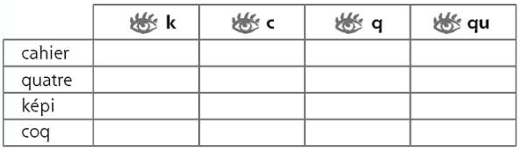 k c q qu
cahier
quatre
képi
coq